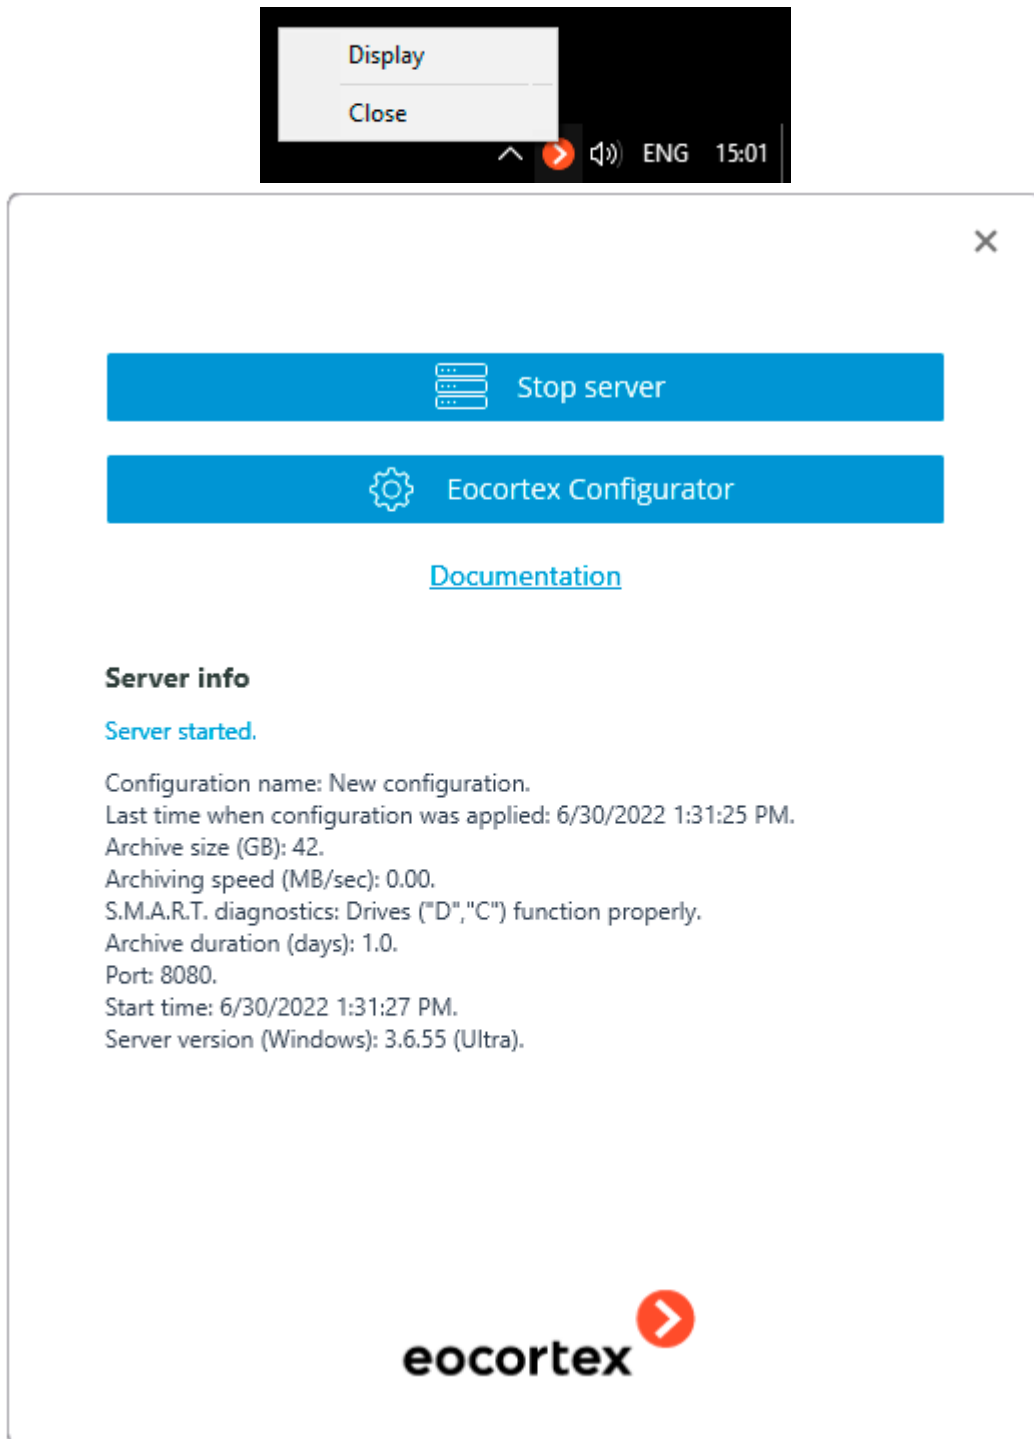 Display
Close
ENG 15:01
Stop server
Eocortex Configurator
Documentation
Server info
Server started.
Configuration name: New configuration.
Last time when configuration was applied: 6/30/2022 1:31:25 PM.
Archive size (GB): 42.
Archiving speed (MB/sec): 0.00.
S.M.A.R.T. diagnostics: Drives ("D","C") function properly.
Archive duration (days): 1.0.
Port: 8080.
Start time: 6/30/2022 1:31:27 PM.
Server version (Windows): 3.6.55 (Ultra).
eocortex